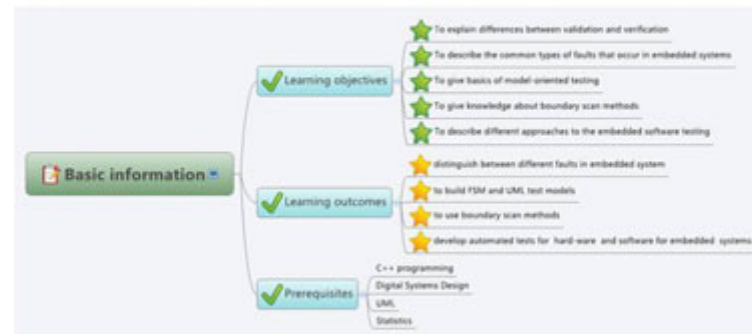 Basic information
Learning objectives
To explain differences between validation and verification
To describe the common types of faults that occur in embedded systems
To give basics of model-oriented testing
To give knowledge about boundary scan methods
To describe different approaches to the embedded software testing
Learning outcomes
distinguish between different faults in embedded system
to build FSM and UML test models
to use boundary scan methods
develop automated tests for hard-ware and software for embedded systems
Prerequisites
C++ programming
Digital Systems Design
UML
Statistics